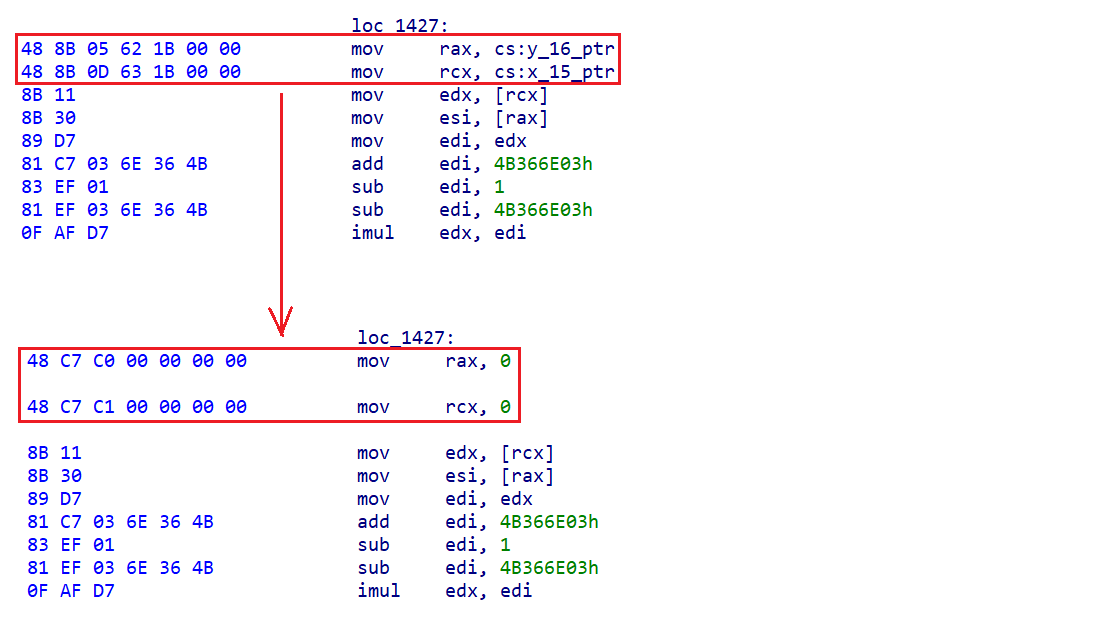 loc_1427:
48 8B 05 62 1B 00 00 mov rax, cs:y_16_ptr
48 8B 0D 63 1B 00 00 mov rcx, cs:x_15_ptr
8B 11 mov edx, [rcx]
8B 30 mov esi, [rax]
89 D7 mov edi, edx
81 C7 03 6E 36 4B add edi, 4B366E03h
83 EF 01 sub edi, 1
81 EF 03 6E 36 4B sub edi, 4B366E03h
0F AF D7 imul edx, edi
loc_1427:
48 C7 C0 00 00 00 00 mov rax, 0
48 C7 C1 00 00 00 00 mov rcx, 0
8B 11 mov edx, [rcx]
8B 30 mov esi, [rax]
89 D7 mov edi, edx
81 C7 03 6E 36 4B add edi, 4B366E03h
83 EF 01 sub edi, 1
81 EF 03 6E 36 4B sub edi, 4B366E03h
0F AF D7 imul edx, edi